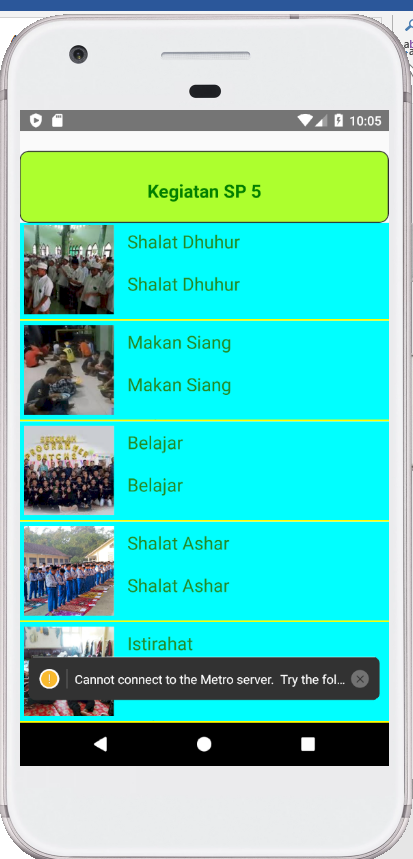 10:05
Kegiatan SP 5
Shalat Dhuhur
Shalat Dhuhur
Makan Siang
Makan Siang
Belajar
Belajar
Shalat Ashar
Shalat Ashar
Istirahat
Cannot connect to the Metro server. Try the fol...